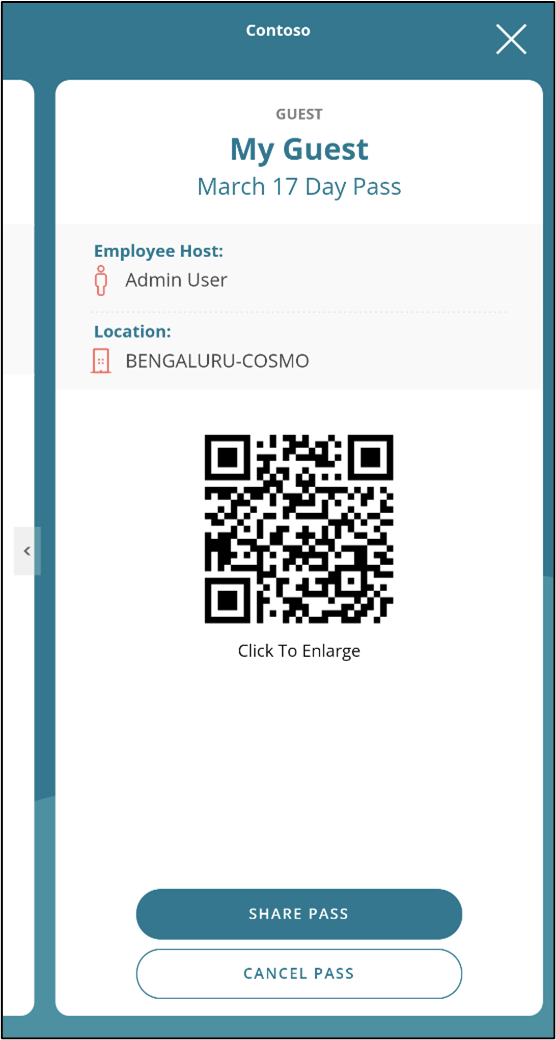 Contoso
GUEST
My Guest
March 17 Day Pass
Employee Host:
Admin User
Location:
BENGALURU-COSMO
Click To Enlarge
SHARE PASS
CANCEL PASS